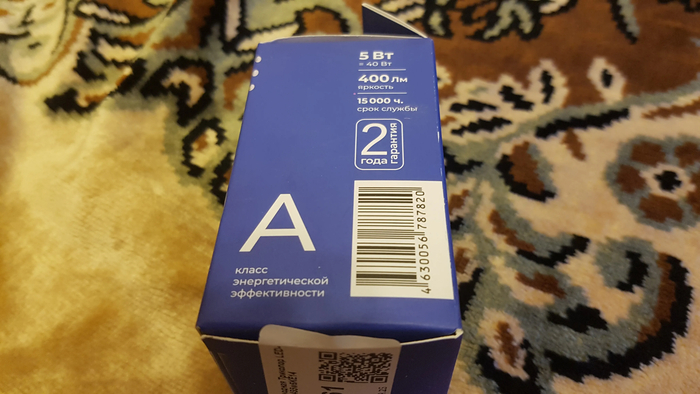 5 Вт
= 40 Вт
400 лм
яркость
15 000 ч.
срок службы
2
года
гарантия
A
класс
энергетической
эффективности
4 630056 787820